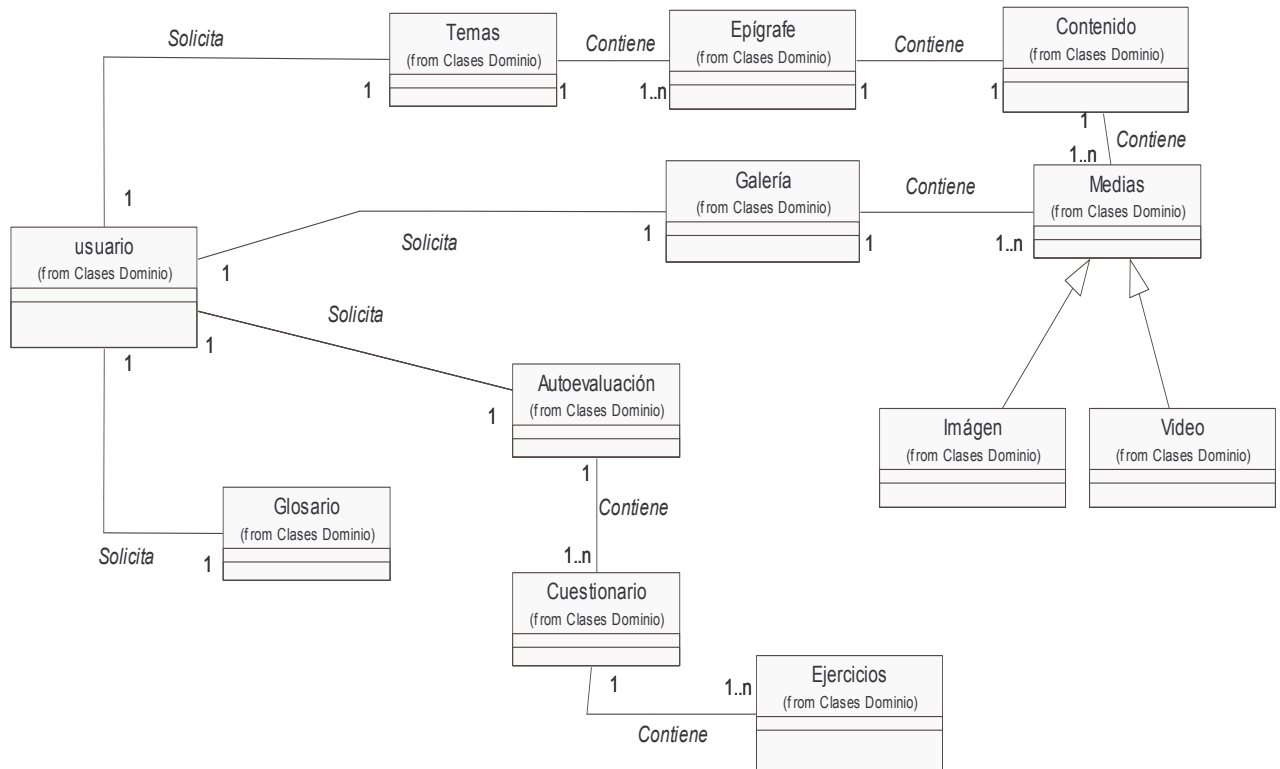 Temas
(from Clases Dominio)
Epígrafe
(from Clases Dominio)
Contenido
(from Clases Dominio)
Solicita
Contiene
Contiene
1
1
1..n
1
1
1
Contiene
1..n
Galería
(from Clases Dominio)
Medias
(from Clases Dominio)
Contiene
1
usuario
(from Clases Dominio)
1
Solicita
1
1
1..n
Solicita
1
1
Autoevaluación
(from Clases Dominio)
1
1
Contiene
1..n
Imágen
(from Clases Dominio)
Video
(from Clases Dominio)
Glosario
(from Clases Dominio)
Solicita
1
Cuestionario
(from Clases Dominio)
1
1..n
Contiene
Ejercicios
(from Clases Dominio)